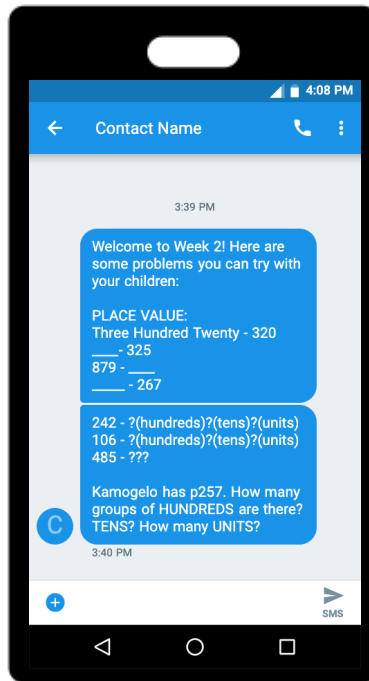 4:08 PM
Contact Name
3:39 PM
Welcome to Week 2! Here are
some problems you can try with
your children:
PLACE VALUE:
Three Hundred Twenty - 320
____- 325
879 - ____
_____ - 267
242 - ?(hundreds)?(tens)?(units)
106 - ?(hundreds)?(tens)?(units)
485 - ???
Kamogelo has p257. How many
groups of HUNDREDS are there?
TENS? How many UNITS?
C
3:40 PM
SMS